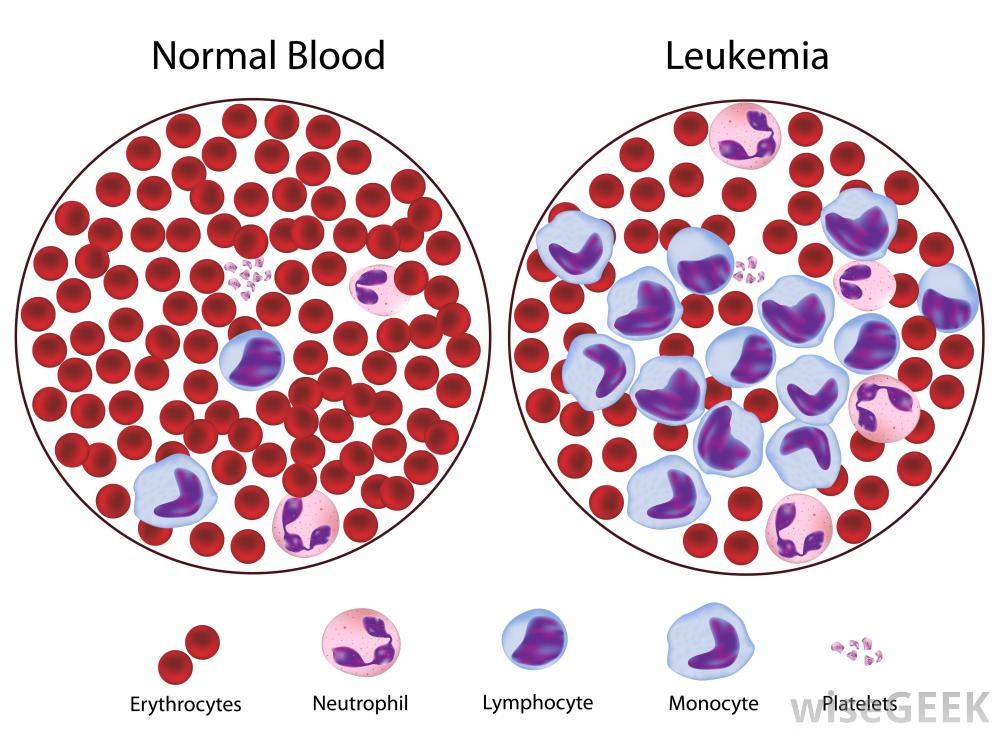 Normal Blood
Leukemia
Erythrocytes
Neutrophil
Lymphocyte
Monocyte
Platelets
wiseGEEK